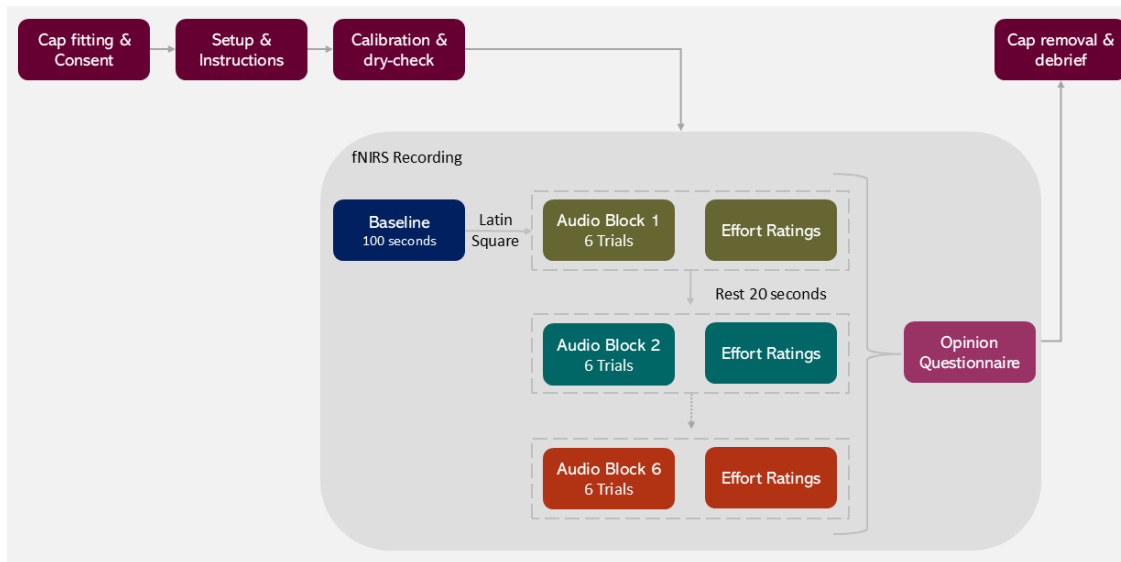 Cap fitting &
Consent
Setup &
Instructions
Calibration &
dry-check
Cap removal &
debrief
fNIRS Recording
Baseline
100 seconds
Latin
Square
Audio Block 1
6 Trials
Effort Ratings
Rest 20 seconds
Audio Block 2
6 Trials
Effort Ratings
Opinion
Questionnaire
Audio Block 6
6 Trials
Effort Ratings